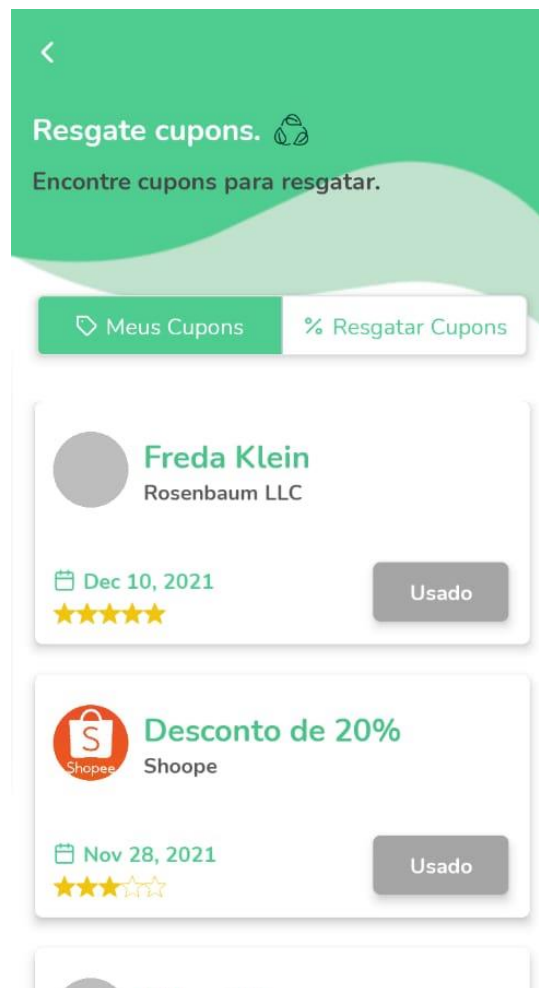 Resgate cupons.
Encontre cupons para resgatar.
Meus Cupons
% Resgatar Cupons
Freda Klein
Rosenbaum LLC
Dec 10, 2021
Usado
S
Shopee
Desconto de 20%
Shoope
Nov 28, 2021
Usado